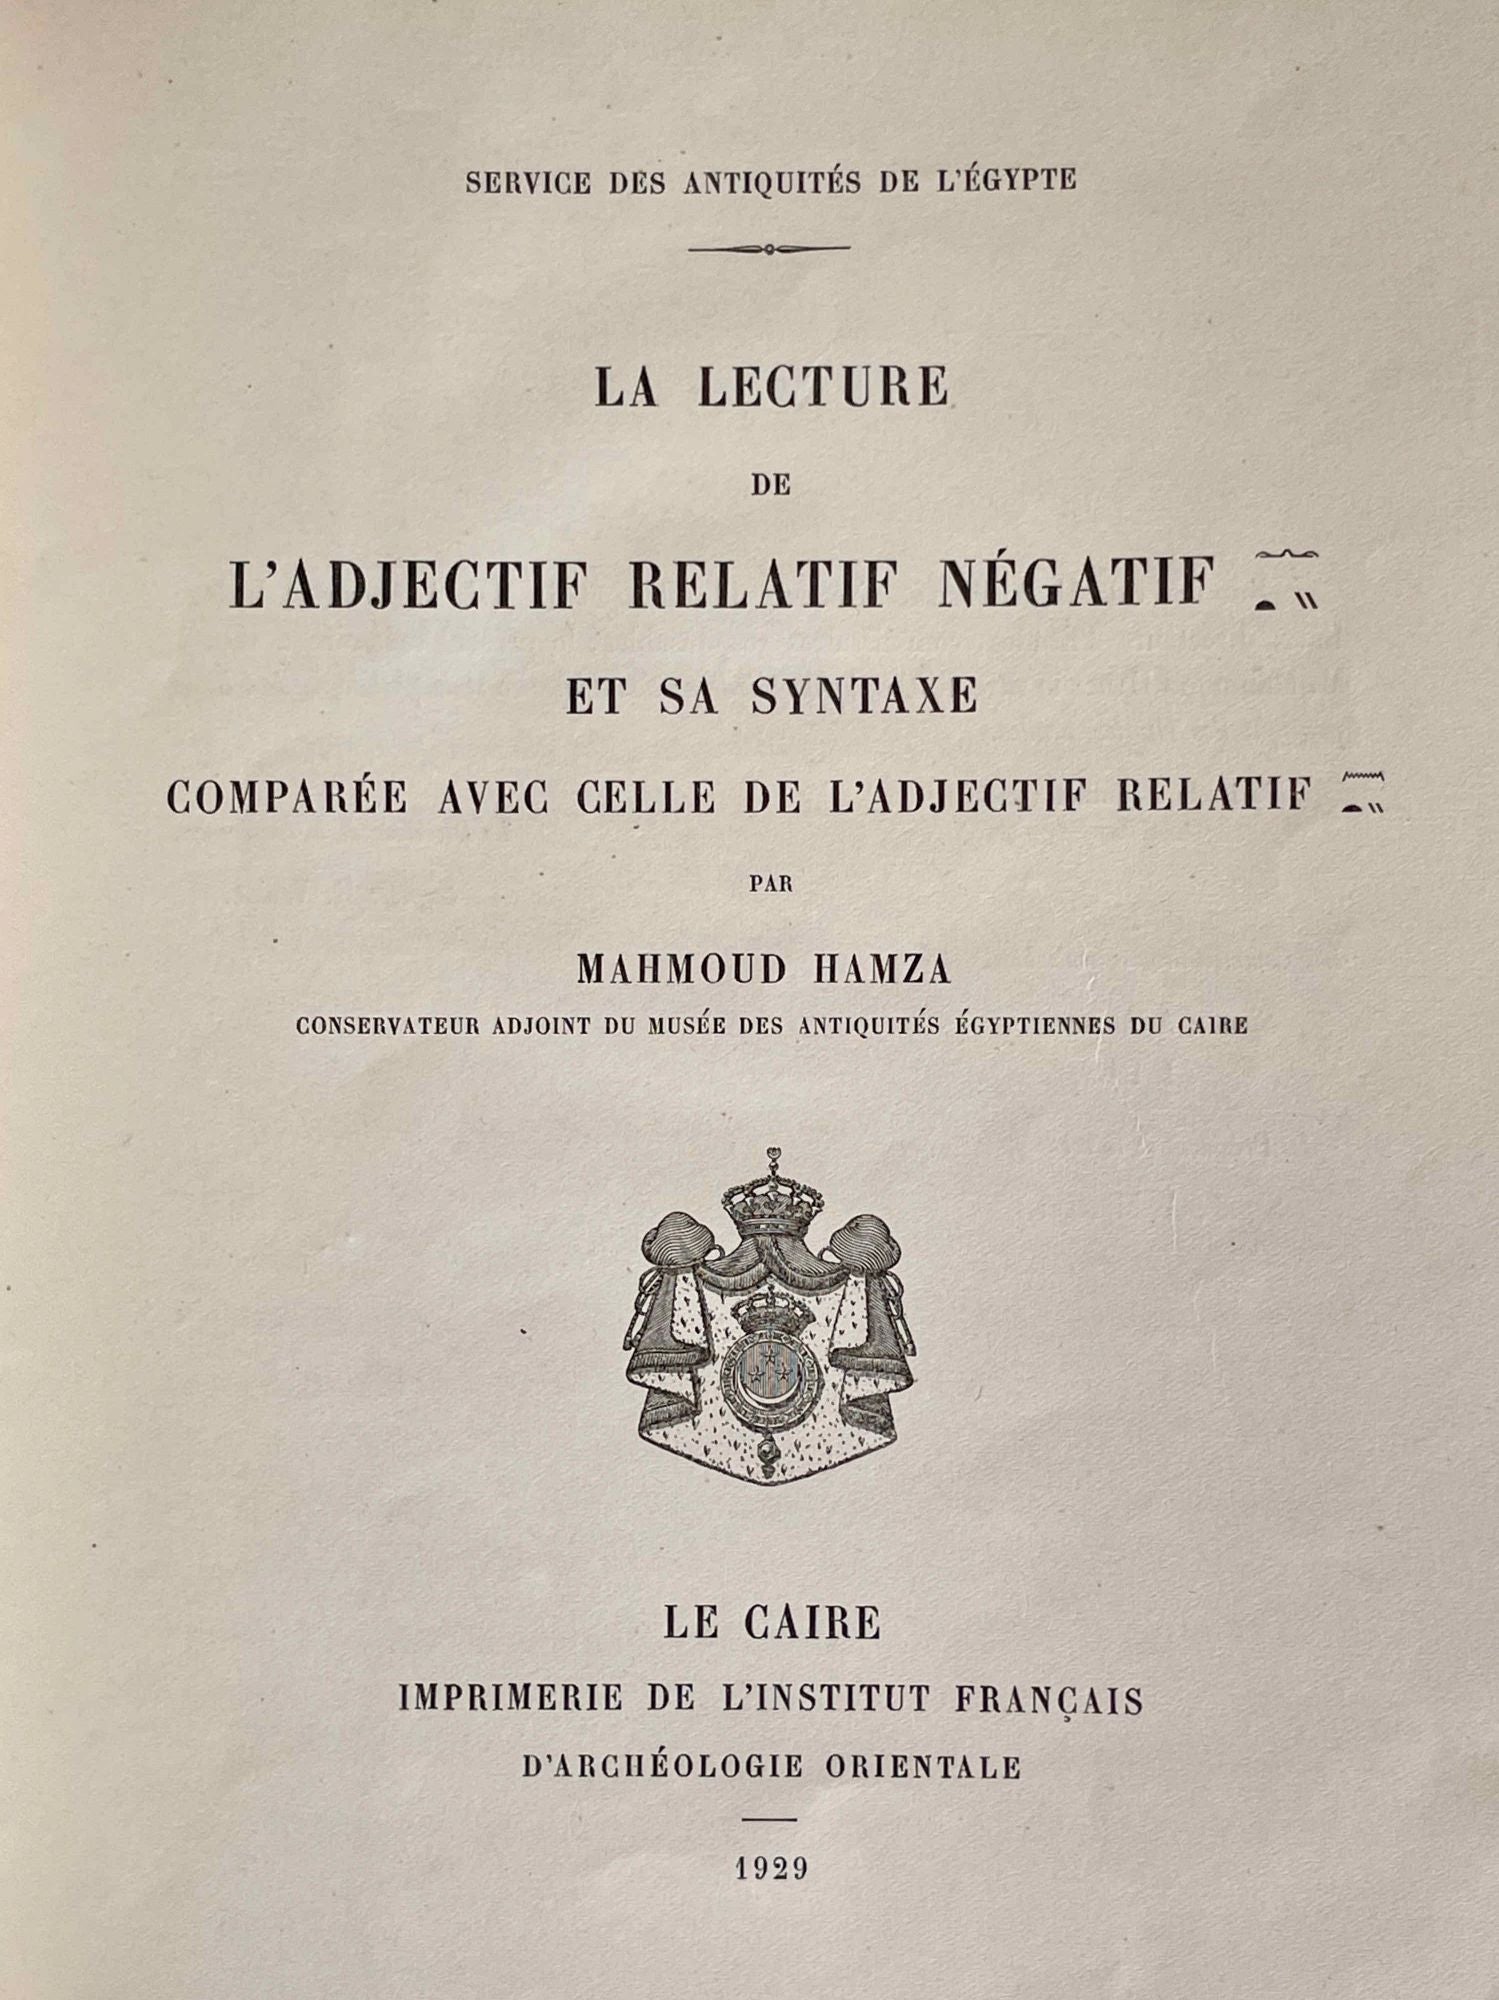 SERVICE DES ANTIQUITÉS DE L'ÉGYPTE
LA LECTURE
DE
L'ADJECTIF RELATIF NÉGATIF 𓂜𓏏𓏭
ET SA SYNTAXE
COMPARÉE AVEC CELLE DE L'ADJECTIF RELATIF 𓈖𓏏𓏭
PAR
MAHMOUD HAMZA
CONSERVATEUR ADJOINT DU MUSÉE DES ANTIQUITÉS ÉGYPTIENNES DU CAIRE
LE CAIRE
IMPRIMERIE DE L'INSTITUT FRANÇAIS
D'ARCHÉOLOGIE ORIENTALE
1929